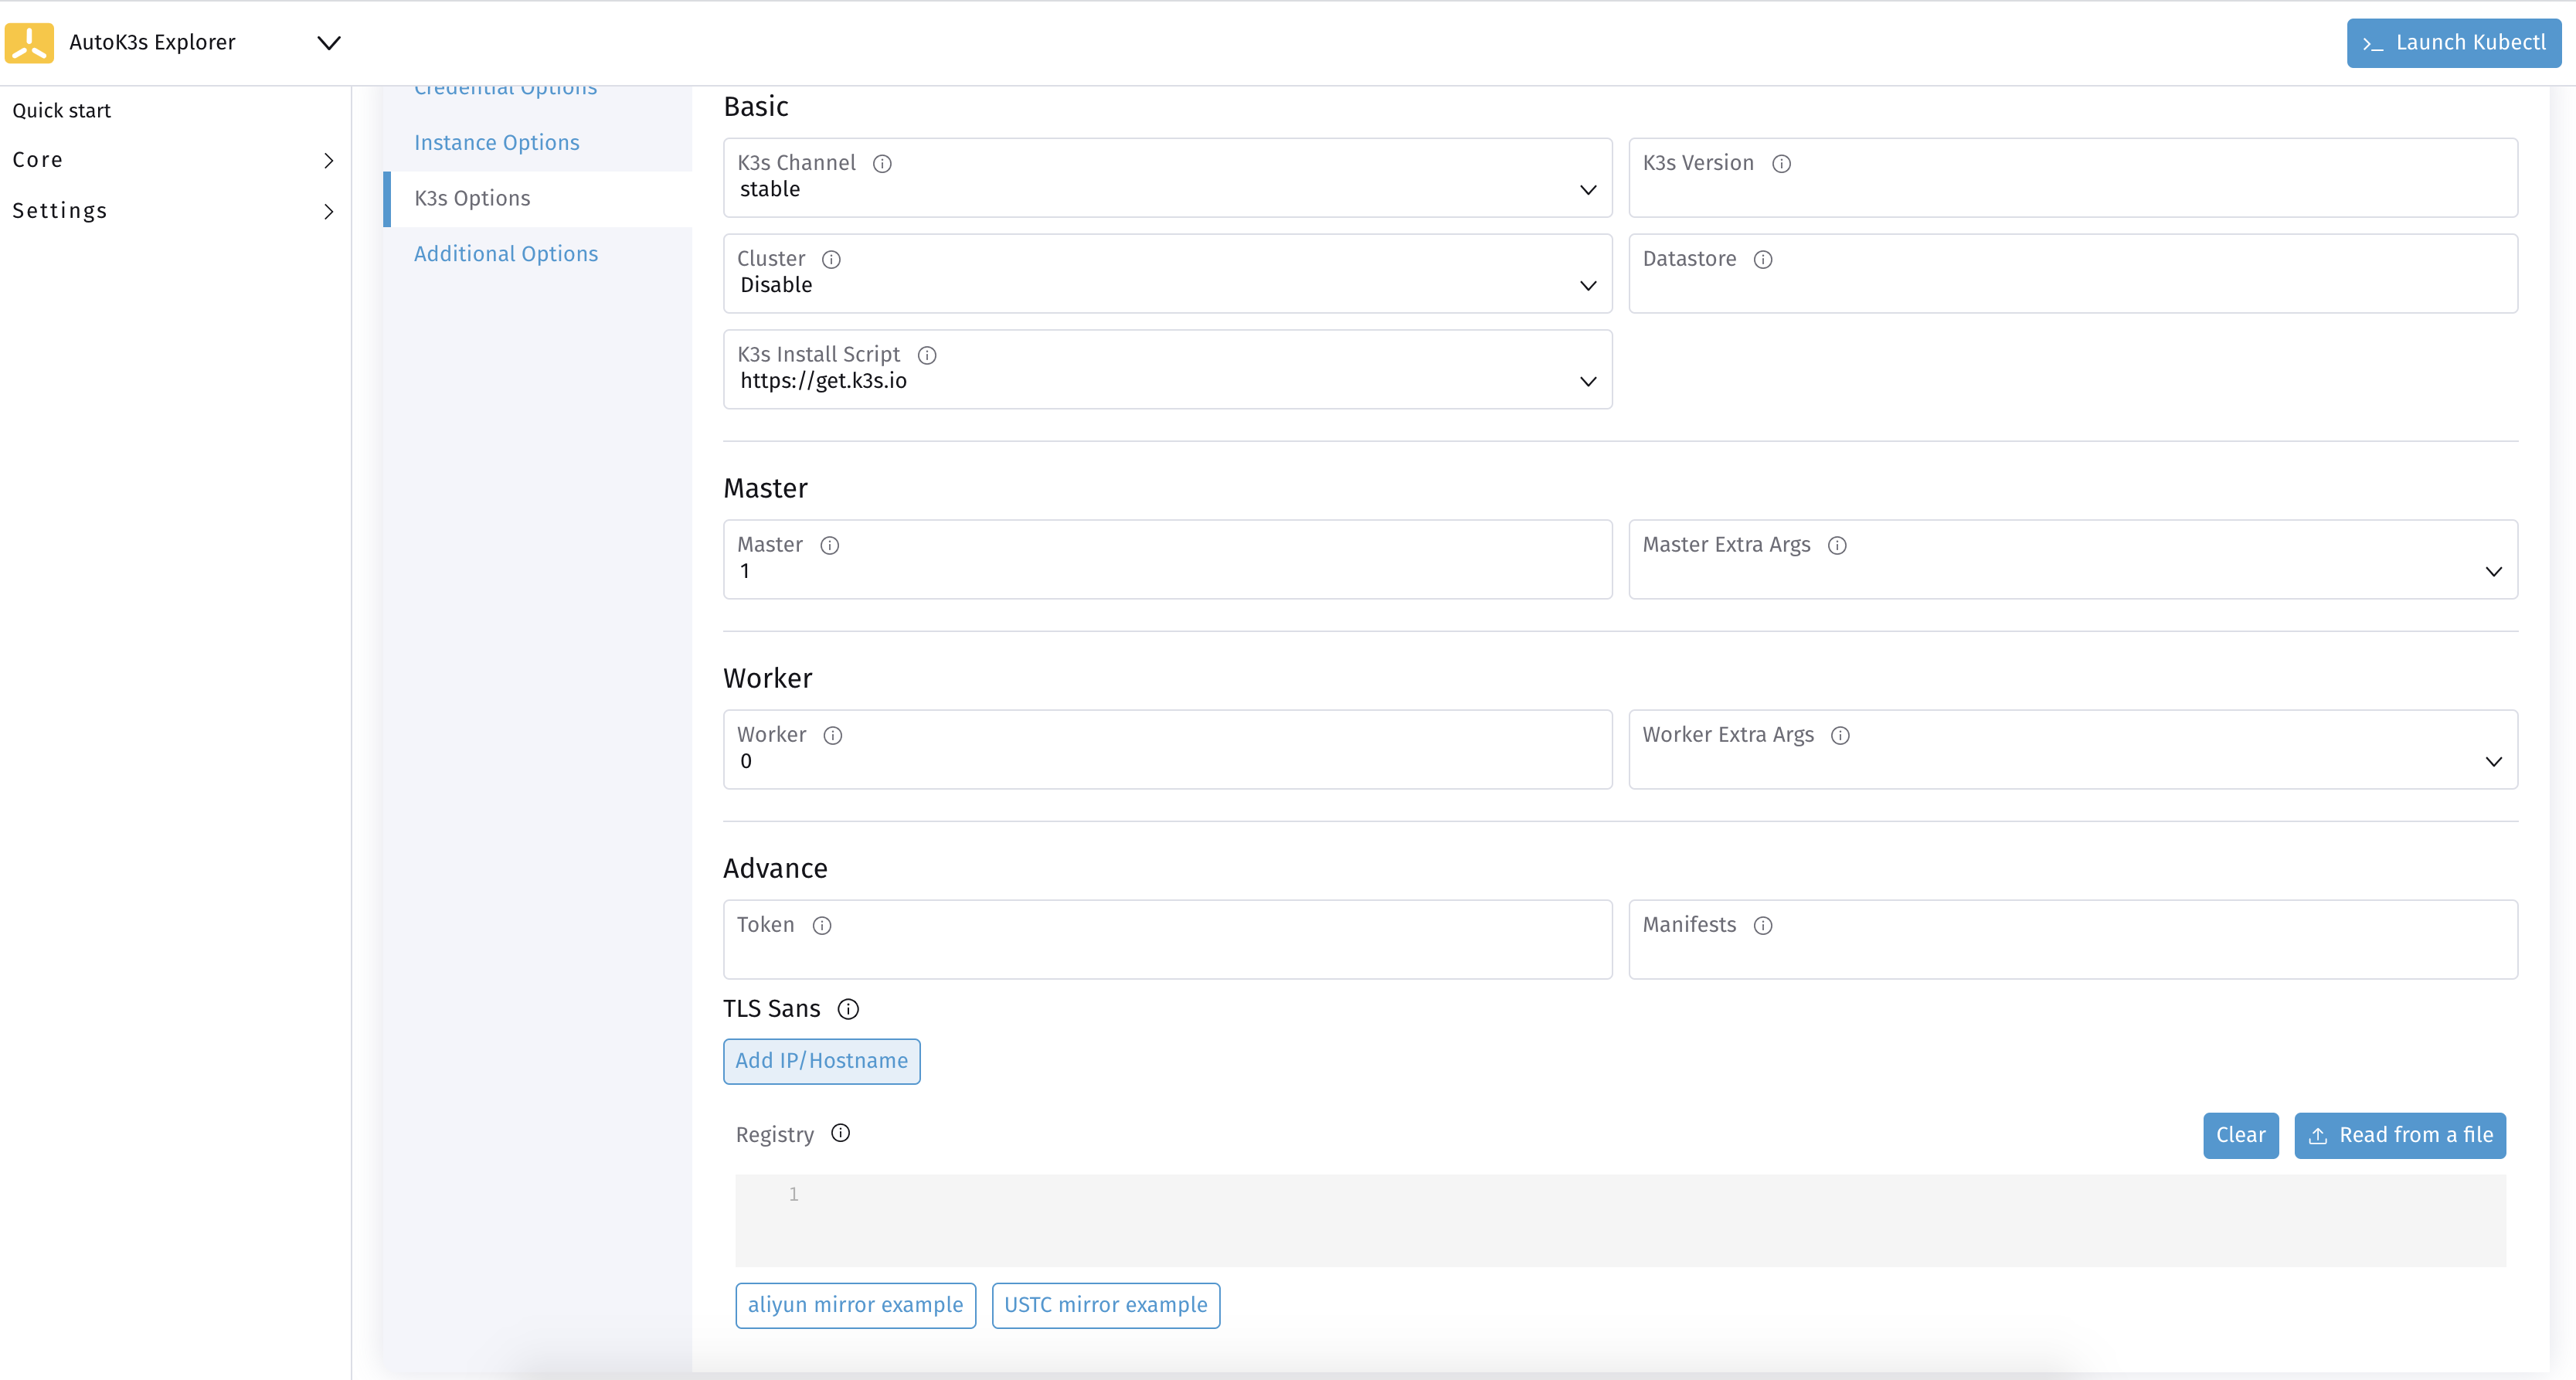 AutoK3s Explorer
>_ Launch Kubectl
Quick start
Core
Settings
Credential Options
Instance Options
K3s Options
Additional Options
Basic
K3s Channel
stable
K3s Version
Cluster
Disable
Datastore
K3s Install Script
https://get.k3s.io
Master
Master
1
Master Extra Args
Worker
Worker
0
Worker Extra Args
Advance
Token
Manifests
TLS Sans
Add IP/Hostname
Registry
Clear
Read from a file
1
aliyun mirror example
USTC mirror example